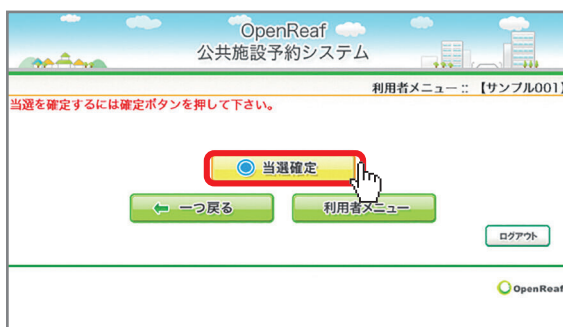 OpenReaf
公共施設予約システム
利用者メニュー :: 【サンプル001】
当選を確定するには確定ボタンを押して下さい。
当選確定
一つ戻る
利用者メニュー
ログアウト
OpenReaf